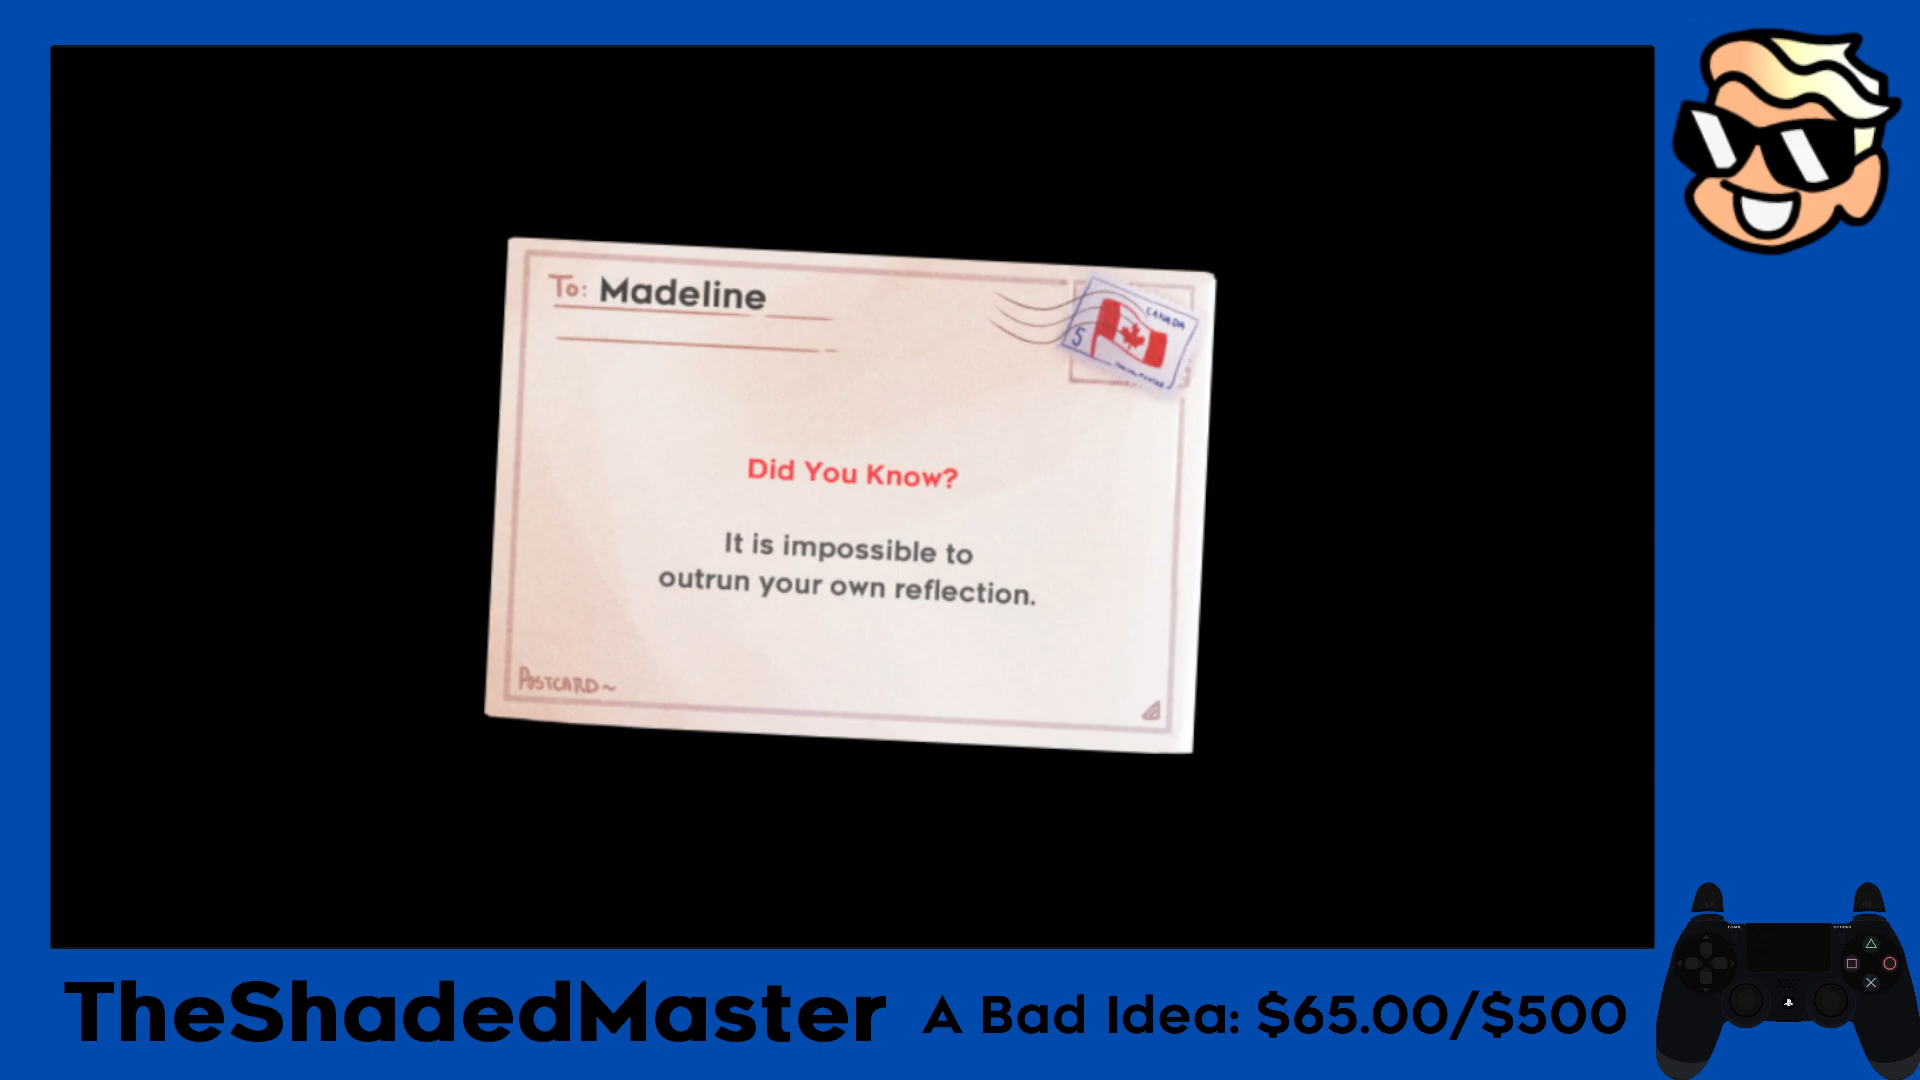 To: Madeline
CANADA
5
Did You Know?
It is impossible to
outrun your own reflection.
POSTCARD~
TheShadedMaster
A Bad Idea: $65.00/$500